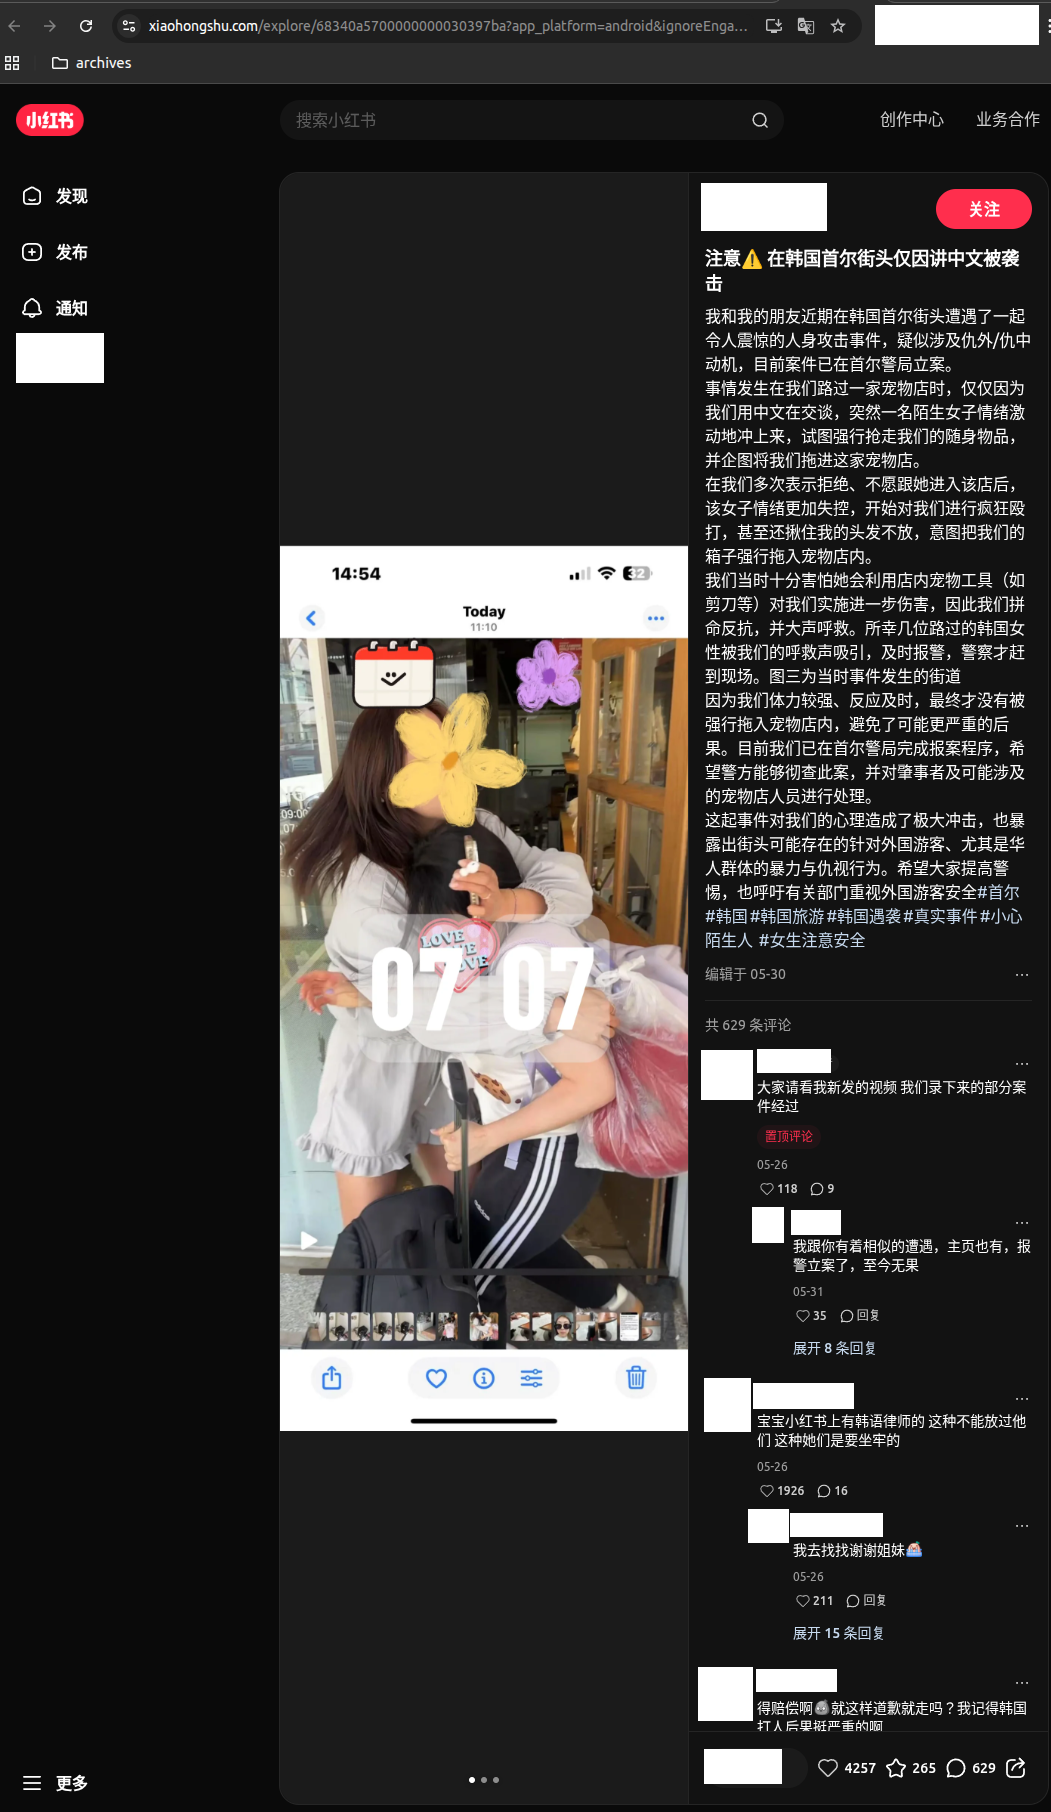 xiaohongshu.com/explore/68340a5700000000030397ba?app_platform=android&ignoreEnga...
archives
小红书
搜索小红书
创作中心
业务合作
发现
发布
通知
更多
14:54
32
Today
11:10
09:00
07
LOVE
LOVE
LOVE
07 07
adidas
关注
注意⚠️ 在韩国首尔街头仅因讲中文被袭
击
我和我的朋友近期在韩国首尔街头遭遇了一起
令人震惊的人身攻击事件，疑似涉及仇外/仇中
动机，目前案件已在首尔警局立案。
事情发生在我们路过一家宠物店时，仅仅因为
我们用中文在交谈，突然一名陌生女子情绪激
动地冲上来，试图强行抢走我们的随身物品，
并企图将我们拖进这家宠物店。
在我们多次表示拒绝、不愿跟她进入该店后，
该女子情绪更加失控，开始对我们进行疯狂殴
打，甚至还揪住我的头发不放，意图把我们的
箱子强行拖入宠物店内。
我们当时十分害怕她会利用店内宠物工具（如
剪刀等）对我们实施进一步伤害，因此我们拼
命反抗，并大声呼救。所幸几位路过的韩国女
性被我们的呼救声吸引，及时报警，警察才赶
到现场。图三为当时事件发生的街道
因为我们体力较强、反应及时，最终才没有被
强行拖入宠物店内，避免了可能更严重的后
果。目前我们已在首尔警局完成报案程序，希
望警方能够彻查此案，并对肇事者及可能涉及
的宠物店人员进行处理。
这起事件对我们的心理造成了极大冲击，也暴
露出街头可能存在的针对外国游客、尤其是华
人群体的暴力与仇视行为。希望大家提高警
惕，也呼吁有关部门重视外国游客安全#首尔
#韩国 #韩国旅游 #韩国遇袭 #真实事件 #小心
陌生人 #女生注意安全
编辑于 05-30
共 629 条评论
大家请看我新发的视频 我们录下来的部分案
件经过
置顶评论
05-26
118 9
我跟你有着相似的遭遇，主页也有，报
警立案了，至今无果
05-31
35 回复
展开 8 条回复
宝宝小红书上有韩语律师的 这种不能放过他
们 这种她们是要坐牢的
05-26
1926 16
我去找找谢谢姐妹
05-26
211 回复
展开 15 条回复
得赔偿啊就这样道歉就走吗？我记得韩国
打人后果挺严重的啊
4257 265 629